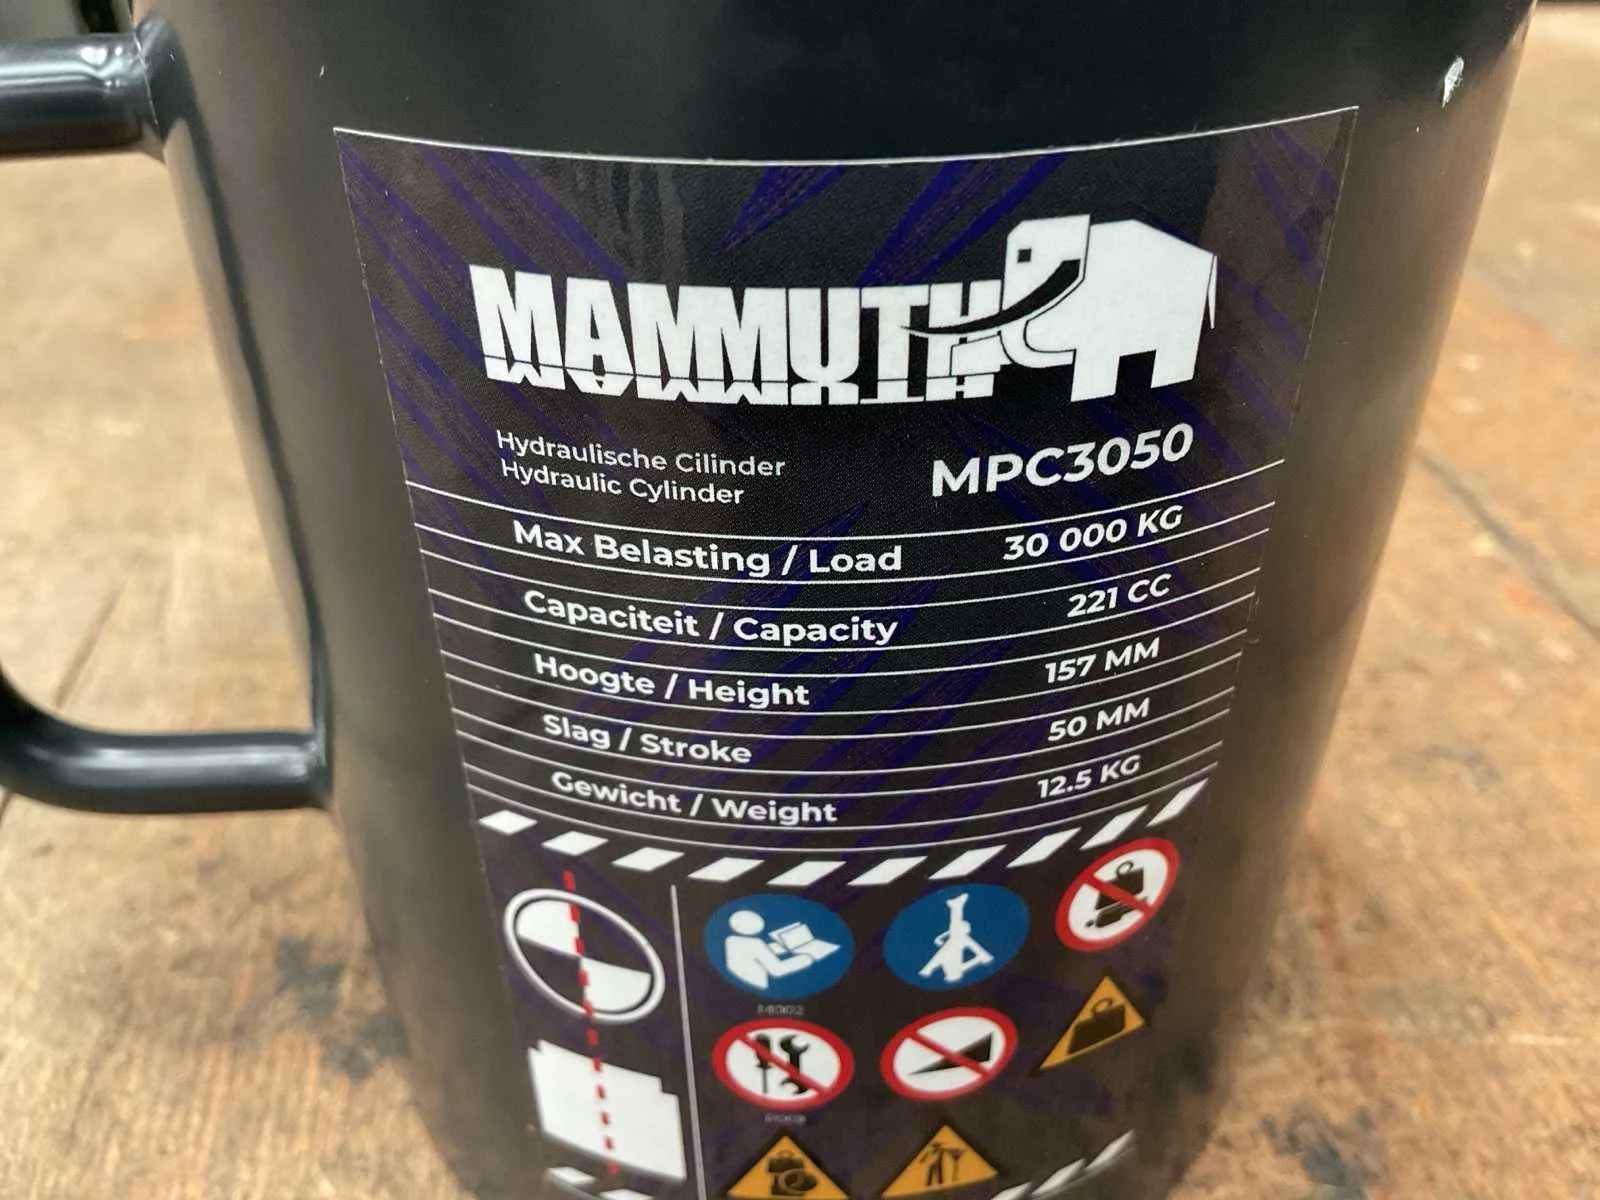 MAMMUTH
Hydraulische Cilinder
Hydraulic Cylinder
MPC3050
Max Belasting / Load 30 000 KG
Capaciteit / Capacity 221 CC
Hoogte / Height 157 MM
Slag / Stroke 50 MM
Gewicht / Weight 12.5 KG
M002